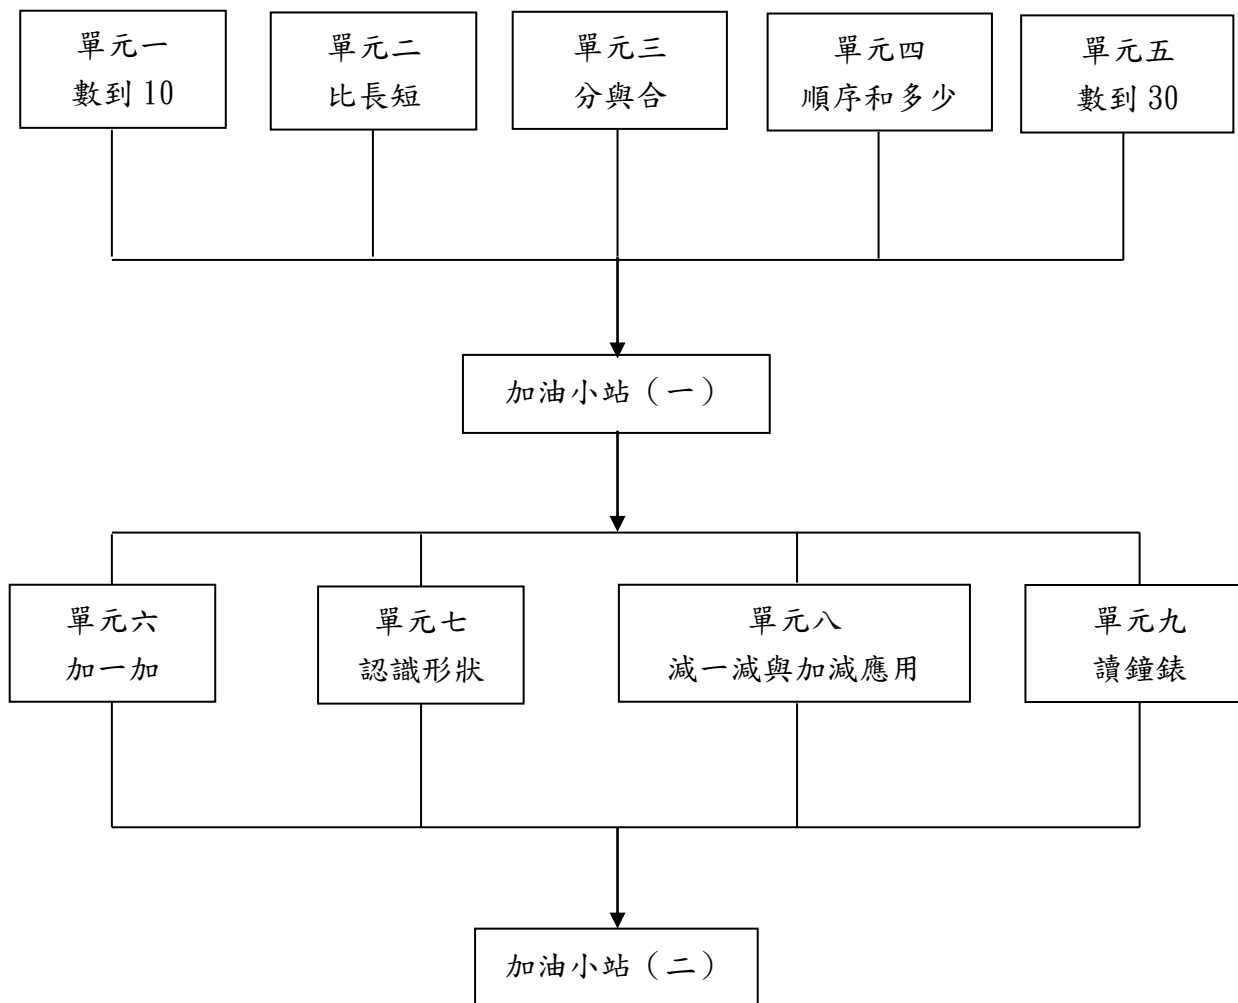 單元一
數到 10
單元二
比長短
單元三
分與合
單元四
順序和多少
單元五
數到 30
加油小站（一）
單元六
加一加
單元七
認識形狀
單元八
減一減與加減應用
單元九
讀鐘錶
加油小站（二）